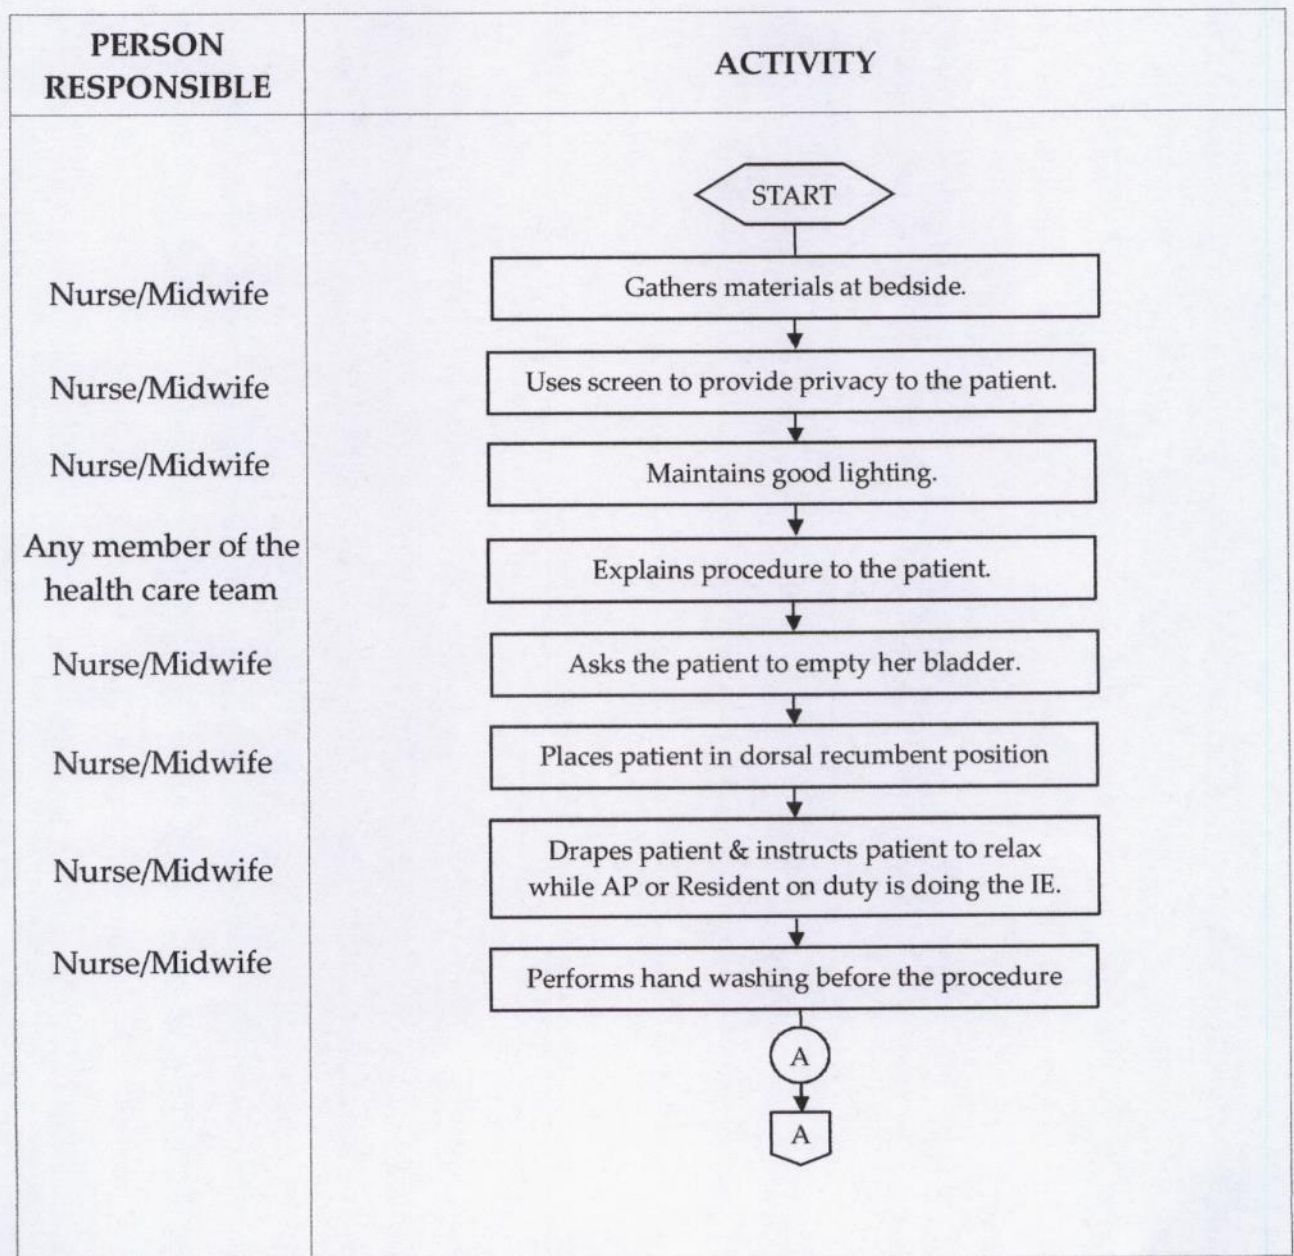 PERSON
RESPONSIBLE
ACTIVITY
START
Nurse/Midwife
Gathers materials at bedside.
Nurse/Midwife
Uses screen to provide privacy to the patient.
Nurse/Midwife
Maintains good lighting.
Any member of the
health care team
Explains procedure to the patient.
Nurse/Midwife
Asks the patient to empty her bladder.
Nurse/Midwife
Places patient in dorsal recumbent position
Nurse/Midwife
Drapes patient & instructs patient to relax
while AP or Resident on duty is doing the IE.
Nurse/Midwife
Performs hand washing before the procedure
A
A